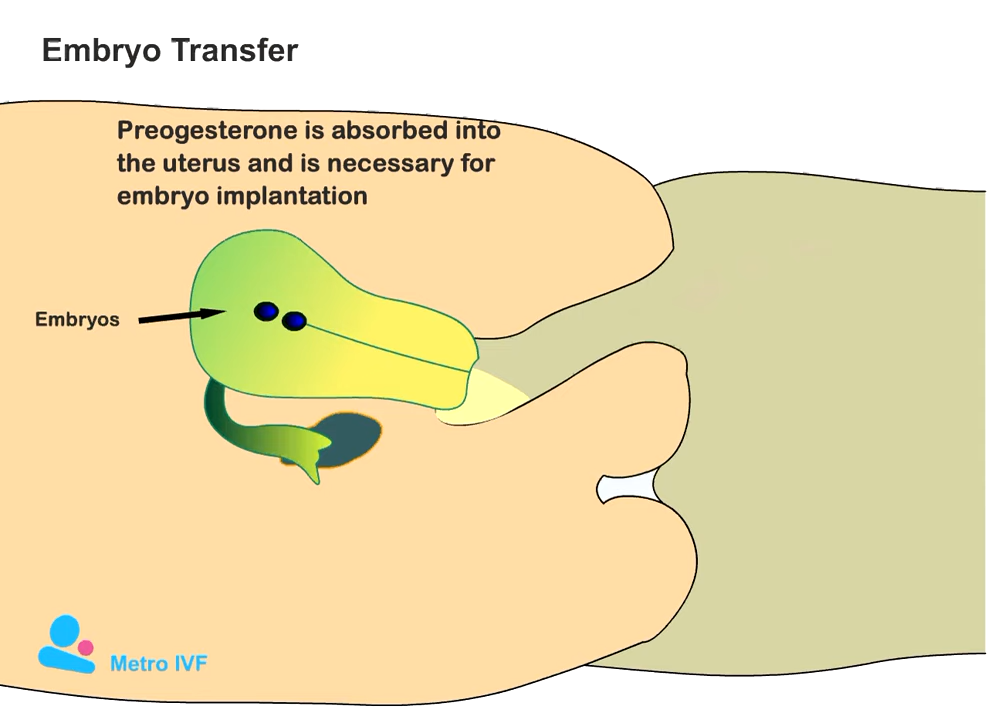 Embryo Transfer
Preogesterone is absorbed into
the uterus and is necessary for
embryo implantation
Embryos
Metro IVF